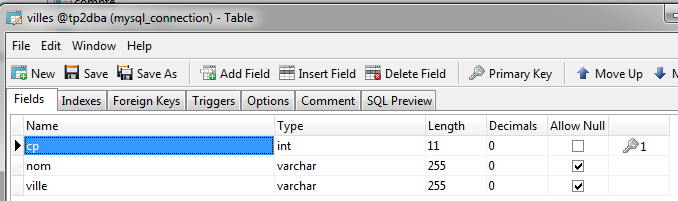 villes @tp2dba (mysql_connection) - Table
File Edit Window Help
New Save Save As Add Field Insert Field Delete Field Primary Key Move Up
Fields Indexes Foreign Keys Triggers Options Comment SQL Preview
Name Type Length Decimals Allow Null
cp int 11 0 1
nom varchar 255 0
ville varchar 255 0